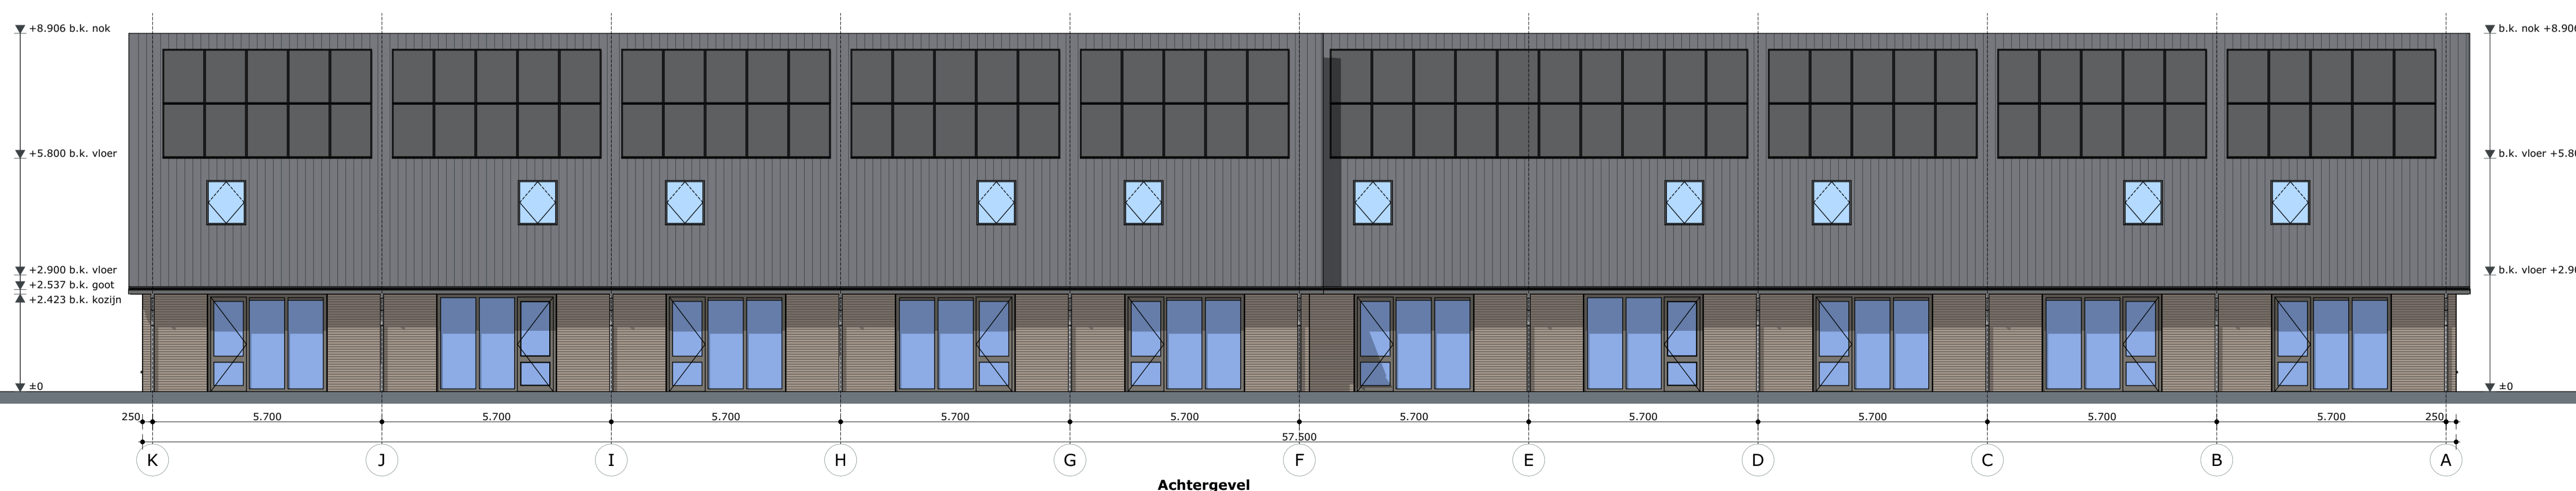 +8.906 b.k. nok
b.k. nok +8.906
+5.800 b.k. vloer
b.k. vloer +5.80
+2.900 b.k. vloer
b.k. vloer +2.90
+2.537 b.k. goot
+2.423 b.k. kozijn
±0
±0
250 5.700 5.700 5.700 5.700 5.700 5.700 5.700 5.700 5.700 5.700 250
57.500
K J I H G F E D C B A
Achtergevel